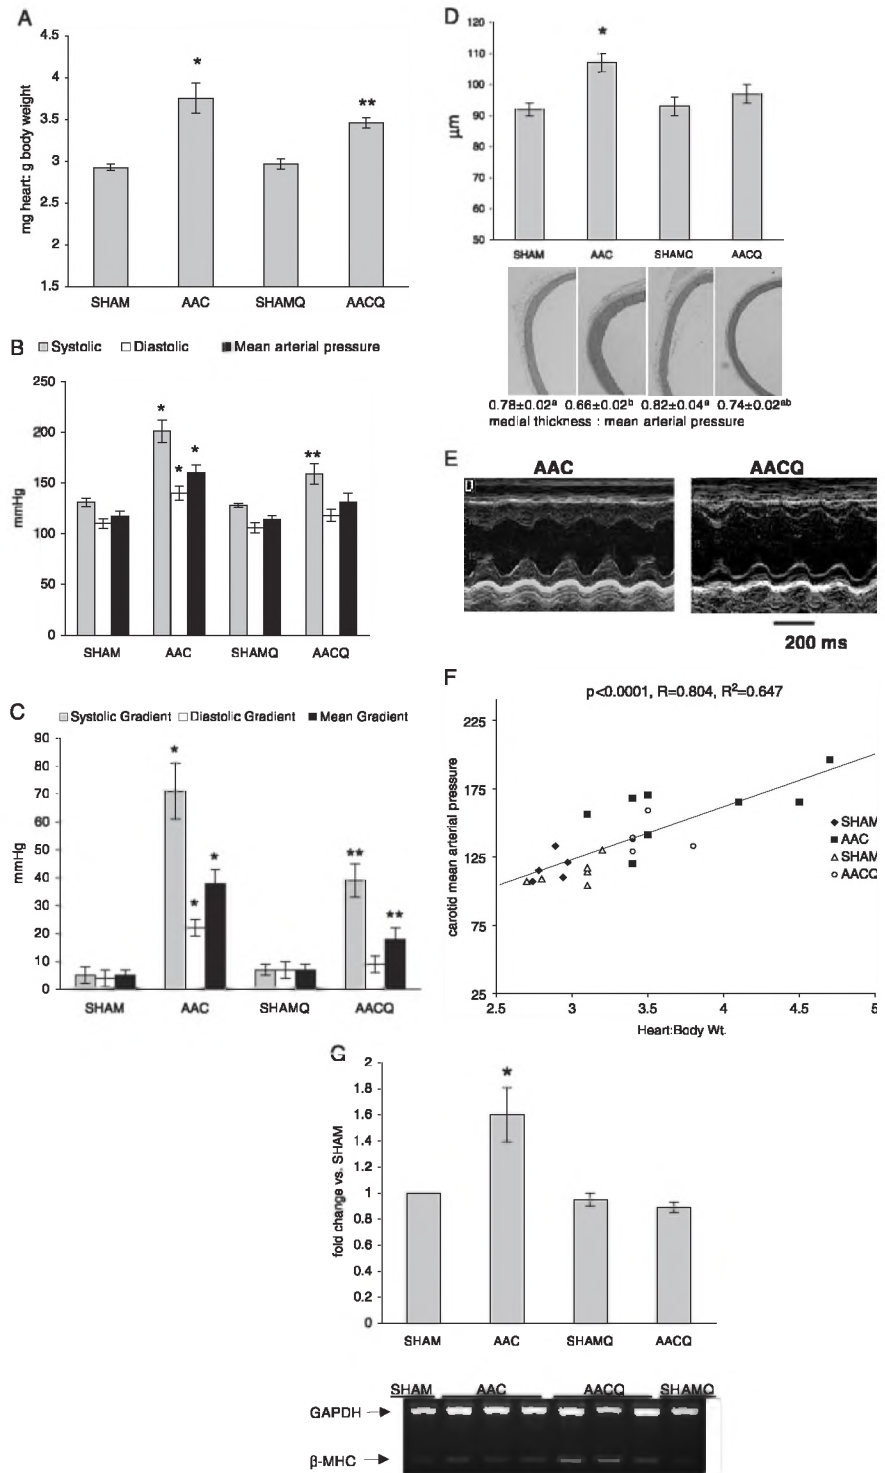 A
4.5
4
3.5
3
2.5
2
1.5
mg heart: g body weight
*
**
SHAM AAC SHAMQ AACQ
B
Systolic Diastolic Mean arterial pressure
250
200
150
100
50
0
mmHg
* * * **
SHAM AAC SHAMQ AACQ
C
Systolic Gradient Diastolic Gradient Mean Gradient
90
80
70
60
50
40
30
20
10
0
mmHg
* * * ** **
SHAM AAC SHAMQ AACQ
D
120
110
100
90
80
70
60
50
µm
*
SHAM AAC SHAMQ AACQ
0.78±0.02ᵃ 0.66±0.02ᵇ 0.82±0.04ᵃ 0.74±0.02ᵃᵇ
medial thickness : mean arterial pressure
E
AAC AACQ
200 ms
F
p<0.0001, R=0.804, R²=0.647
225
175
125
75
25
carotid mean arterial pressure
SHAM
AAC
SHAM
AACQ
2.5 3 3.5 4 4.5 5
Heart:Body Wt.
G
2
1.8
1.6
1.4
1.2
1
0.8
0.6
0.4
0.2
0
fold change vs. SHAM
*
SHAM AAC SHAMQ AACQ
SHAM AAC AACQ SHAMQ
GAPDH
β-MHC